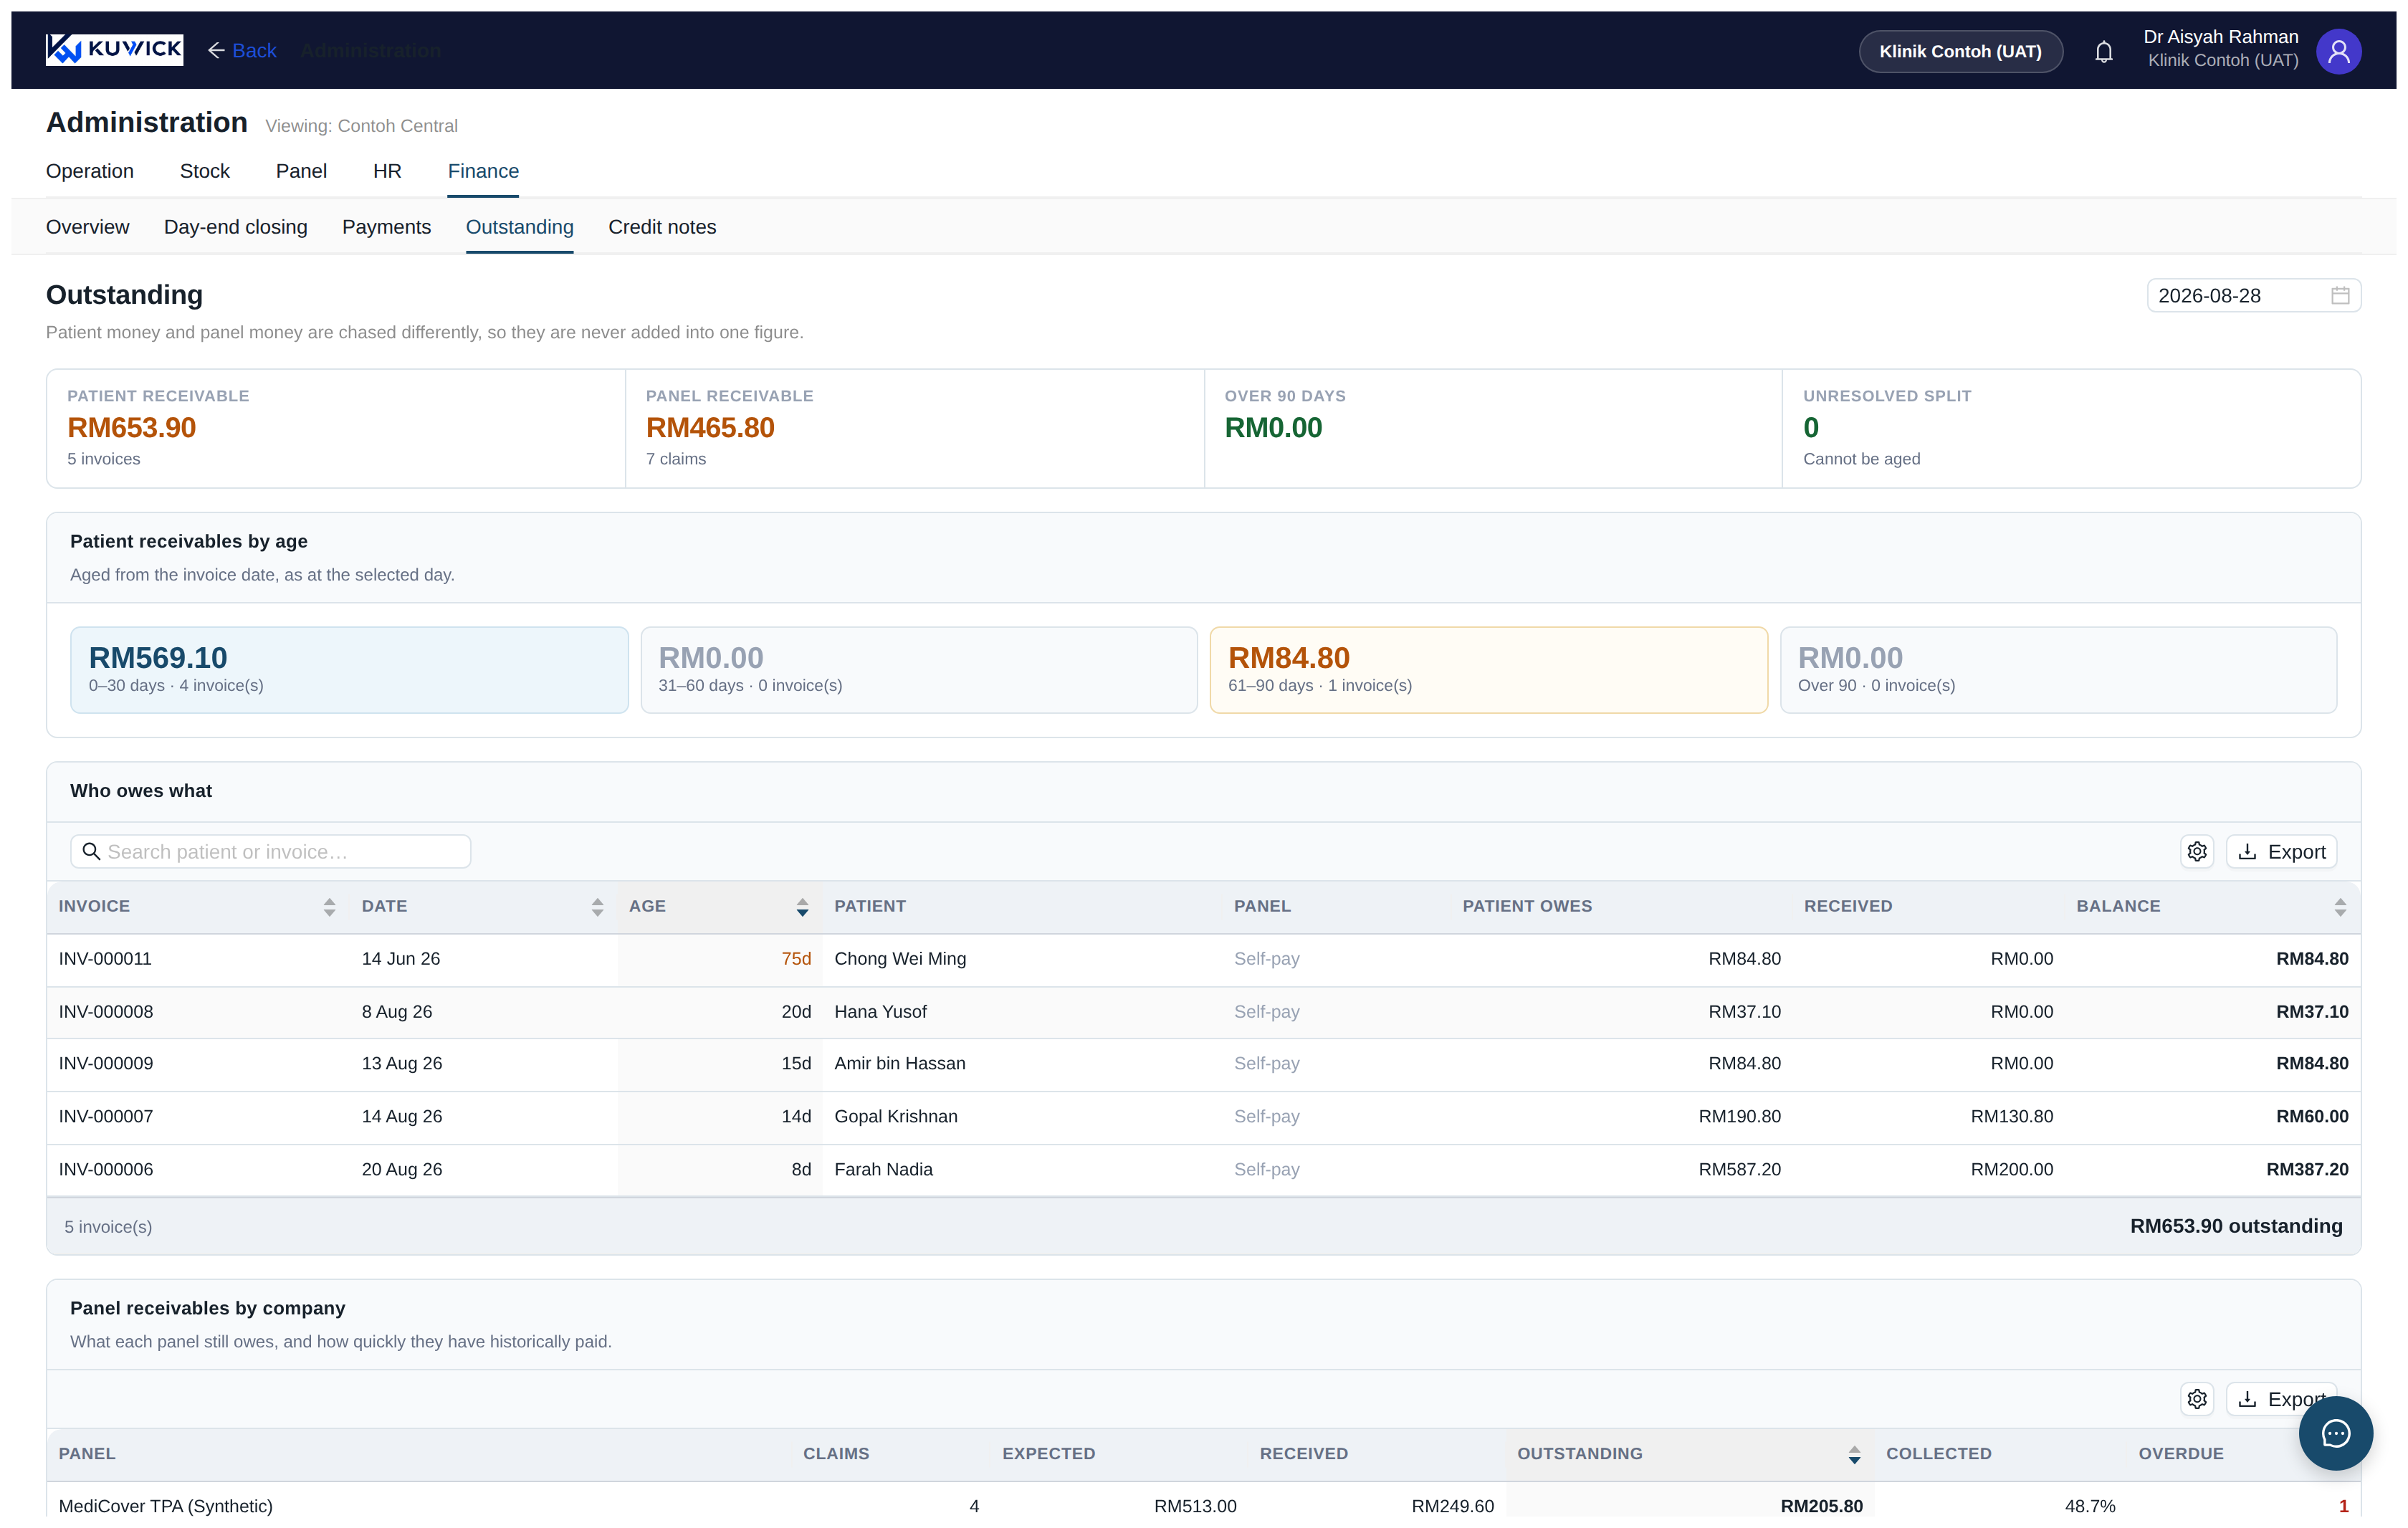 KUWICK
Back Administration
Klinik Contoh (UAT)
Dr Aisyah Rahman
Klinik Contoh (UAT)
Administration Viewing: Contoh Central
Operation Stock Panel HR Finance
Overview Day-end closing Payments Outstanding Credit notes
Outstanding
2026-08-28
Patient money and panel money are chased differently, so they are never added into one figure.
PATIENT RECEIVABLE
RM653.90
5 invoices
PANEL RECEIVABLE
RM465.80
7 claims
OVER 90 DAYS
RM0.00
UNRESOLVED SPLIT
0
Cannot be aged
Patient receivables by age
Aged from the invoice date, as at the selected day.
RM569.10
0–30 days · 4 invoice(s)
RM0.00
31–60 days · 0 invoice(s)
RM84.80
61–90 days · 1 invoice(s)
RM0.00
Over 90 · 0 invoice(s)
Who owes what
Search patient or invoice…
Export
INVOICE DATE AGE PATIENT PANEL PATIENT OWES RECEIVED BALANCE
INV-000011 14 Jun 26 75d Chong Wei Ming Self-pay RM84.80 RM0.00 RM84.80
INV-000008 8 Aug 26 20d Hana Yusof Self-pay RM37.10 RM0.00 RM37.10
INV-000009 13 Aug 26 15d Amir bin Hassan Self-pay RM84.80 RM0.00 RM84.80
INV-000007 14 Aug 26 14d Gopal Krishnan Self-pay RM190.80 RM130.80 RM60.00
INV-000006 20 Aug 26 8d Farah Nadia Self-pay RM587.20 RM200.00 RM387.20
5 invoice(s) RM653.90 outstanding
Panel receivables by company
What each panel still owes, and how quickly they have historically paid.
Export
PANEL CLAIMS EXPECTED RECEIVED OUTSTANDING COLLECTED OVERDUE
MediCover TPA (Synthetic) 4 RM513.00 RM249.60 RM205.80 48.7% 1